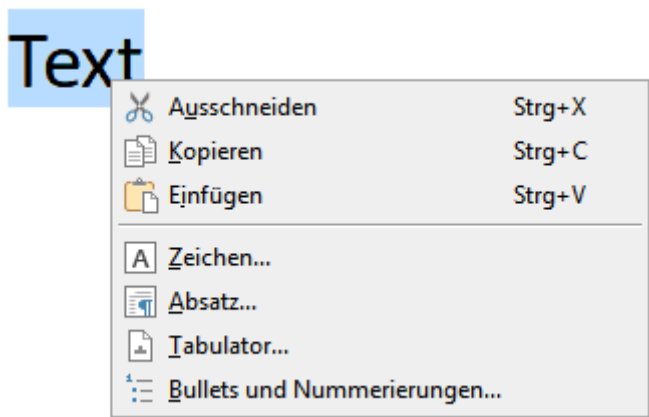 Text
Ausschneiden Strg+X
Kopieren Strg+C
Einfügen Strg+V
Zeichen...
Absatz...
Tabulator...
Bullets und Nummerierungen...